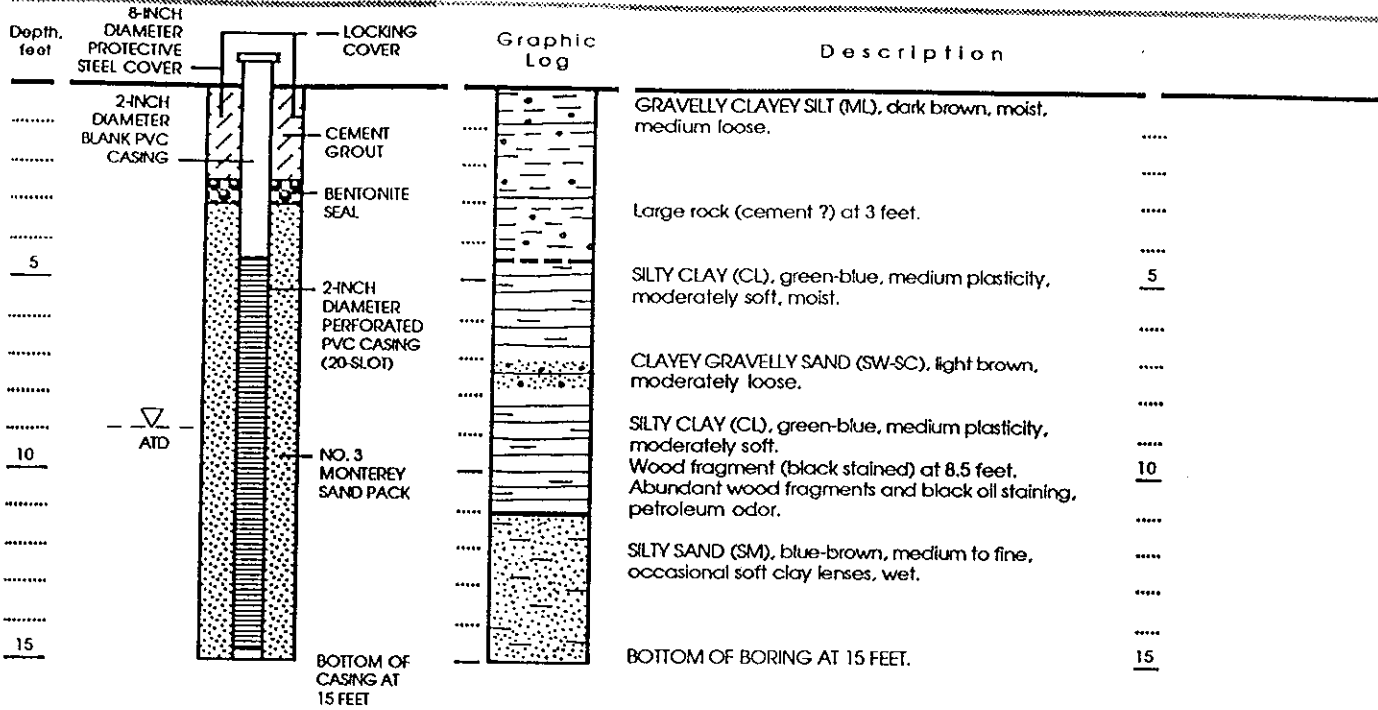 Depth, feet
8-INCH
DIAMETER
PROTECTIVE
STEEL COVER
LOCKING
COVER
Graphic
Log
Description
2-INCH
DIAMETER
BLANK PVC
CASING
CEMENT
GROUT
BENTONITE
SEAL
5
2-INCH
DIAMETER
PERFORATED
PVC CASING
(20-SLOT)
ATD
10
NO. 3
MONTEREY
SAND PACK
15
BOTTOM OF
CASING AT
15 FEET
GRAVELLY CLAYEY SILT (ML), dark brown, moist,
medium loose.
Large rock (cement ?) at 3 feet.
SILTY CLAY (CL), green-blue, medium plasticity,
moderately soft, moist.
5
CLAYEY GRAVELLY SAND (SW-SC), light brown,
moderately loose.
SILTY CLAY (CL), green-blue, medium plasticity,
moderately soft.
Wood fragment (black stained) at 8.5 feet.
10
Abundant wood fragments and black oil staining,
petroleum odor.
SILTY SAND (SM), blue-brown, medium to fine,
occasional soft clay lenses, wet.
BOTTOM OF BORING AT 15 FEET.
15